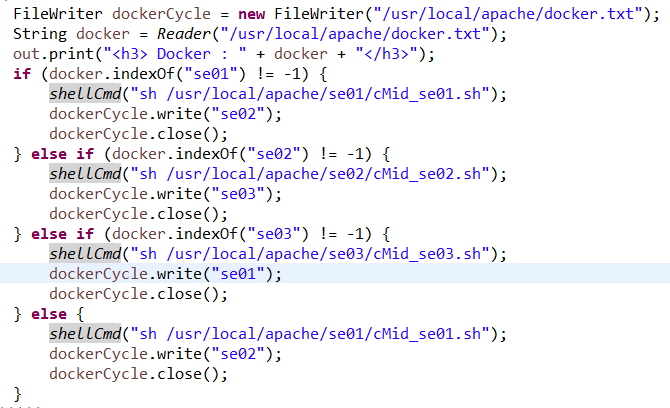 FileWriter dockerCycle = new FileWriter("/usr/local/apache/docker.txt");
String docker = Reader("/usr/local/apache/docker.txt");
out.print("<h3> Docker : " + docker + "</h3>");
if (docker.indexOf("se01") != -1) {
    shellCmd("sh /usr/local/apache/se01/cMid_se01.sh");
    dockerCycle.write("se02");
    dockerCycle.close();
} else if (docker.indexOf("se02") != -1) {
    shellCmd("sh /usr/local/apache/se02/cMid_se02.sh");
    dockerCycle.write("se03");
    dockerCycle.close();
} else if (docker.indexOf("se03") != -1) {
    shellCmd("sh /usr/local/apache/se03/cMid_se03.sh");
    dockerCycle.write("se01");
    dockerCycle.close();
} else {
    shellCmd("sh /usr/local/apache/se01/cMid_se01.sh");
    dockerCycle.write("se02");
    dockerCycle.close();
}